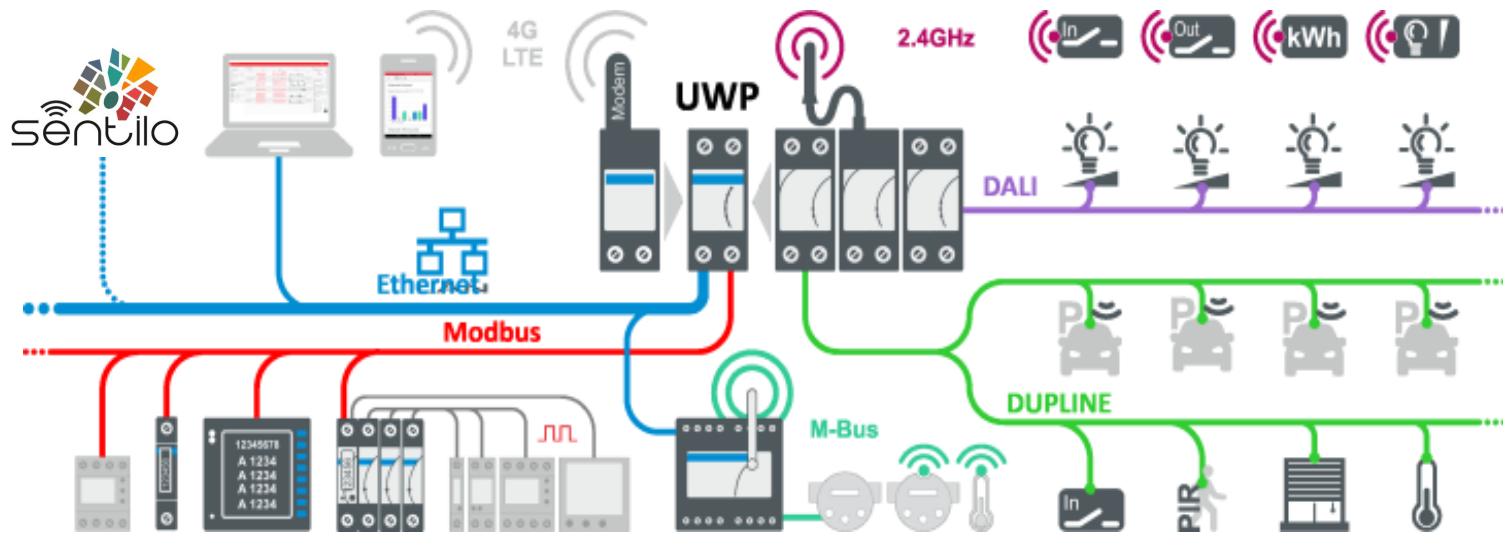 4G
LTE
2.4GHz
In
Out
kWh
sentilo
Modem
UWP
DALI
Ethernet
Modbus
P
P
P
P
DUPLINE
M-Bus
12345678
A 1234
A 1234
A 1234
A 1234
123456
In
PIR